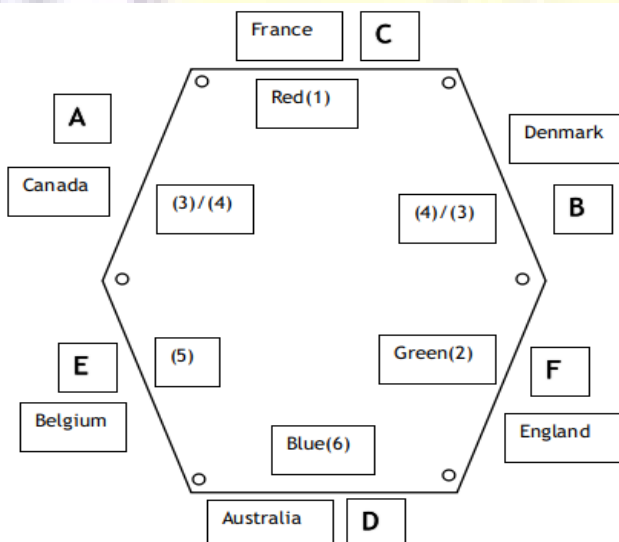 France C
Red(1)
A
Denmark
Canada
(3)/(4)
(4)/(3)
B
Green(2)
E
(5)
F
Belgium
England
Blue(6)
Australia D